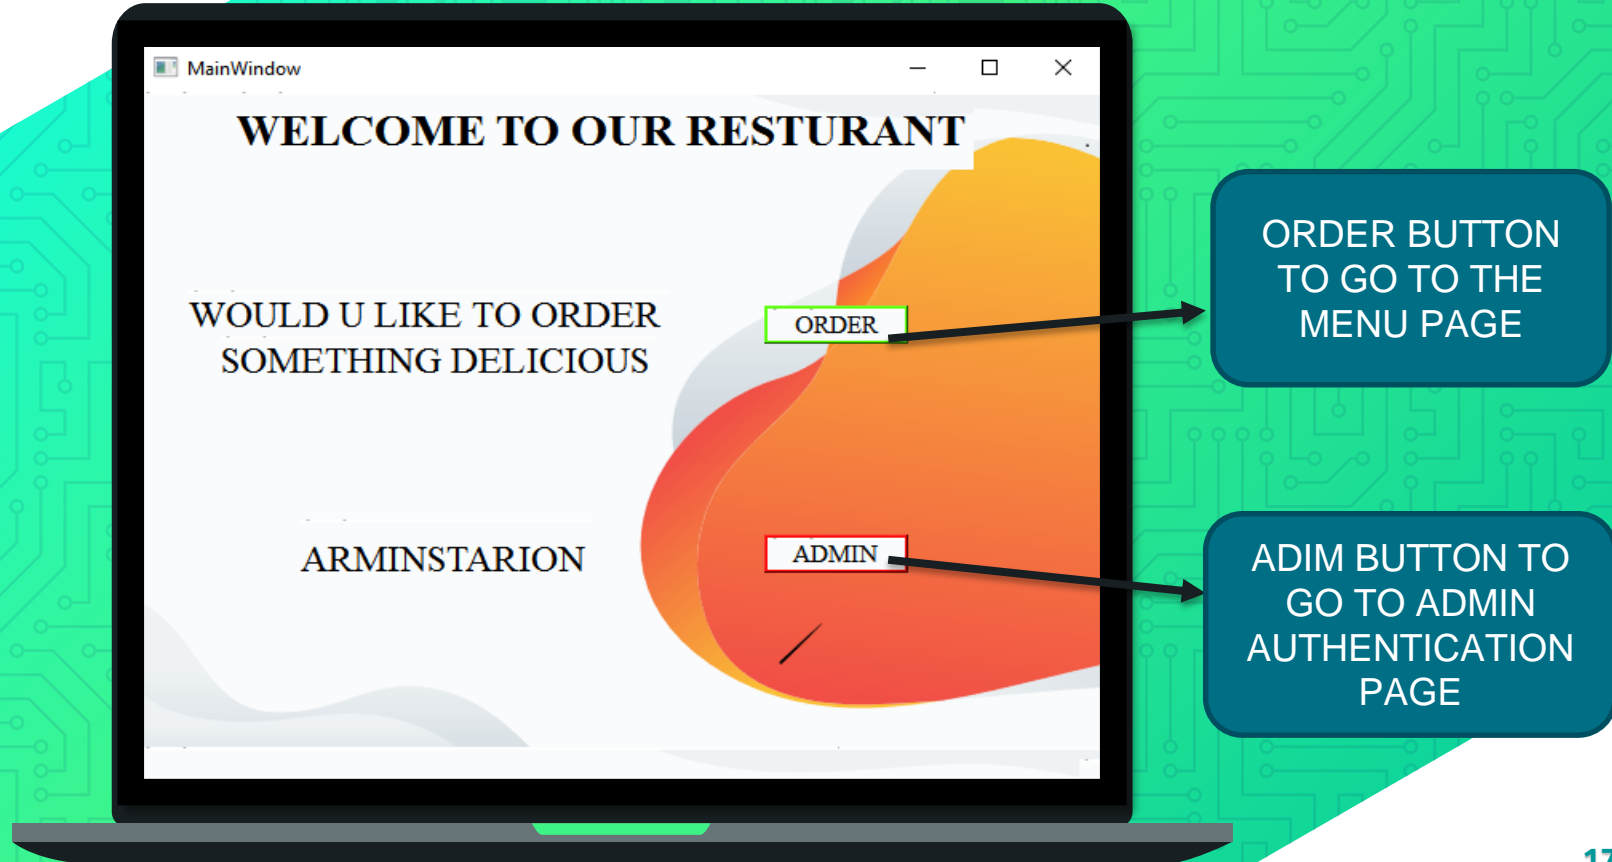 MainWindow
WELCOME TO OUR RESTURANT
WOULD U LIKE TO ORDER
SOMETHING DELICIOUS
ORDER
ARMINSTARION
ADMIN
ORDER BUTTON
TO GO TO THE
MENU PAGE
ADIM BUTTON TO
GO TO ADMIN
AUTHENTICATION
PAGE
17